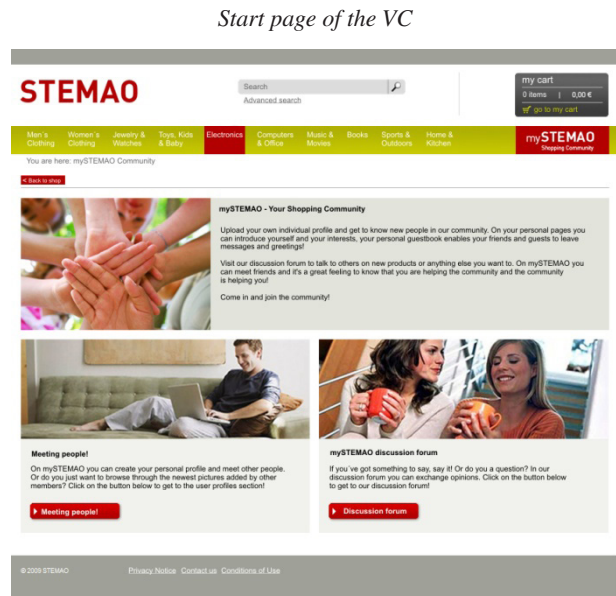 Start page of the VC
STEMAO
Search
Advanced search
my cart
0 Items | 0,00 €
go to my cart
Men´s Clothing
Women´s Clothing
Jewelry & Watches
Toys, Kids & Baby
Electronics
Computers & Office
Music & Movies
Books
Sports & Outdoors
Home & Kitchen
mySTEMAO
Shopping Community
You are here: mySTEMAO Community
< Back to shop
mySTEMAO - Your Shopping Community
Upload your own individual profile and get to know new people in our community. On your personal pages you
can introduce yourself and your interests, your personal guestbook enables your friends and guests to leave
messages and greetings!
Visit our discussion forum to talk to others on new products or anything else you want to. On mySTEMAO you
can meet friends and it's a great feeling to know that you are helping the community and the community
is helping you!
Come in and join the community!
Meeting people!
On mySTEMAO you can create your personal profile and meet other people.
Or do you just want to browse through the newest pictures added by other
members? Click on the button below to get to the user profiles section!
Meeting people!
mySTEMAO discussion forum
If you´ve got something to say, say it! Or do you a question? In our
discussion forum you can exchange opinions. Click on the button below
to get to our discussion forum!
Discussion forum
© 2009 STEMAO
Privacy Notice Contact us Conditions of Use